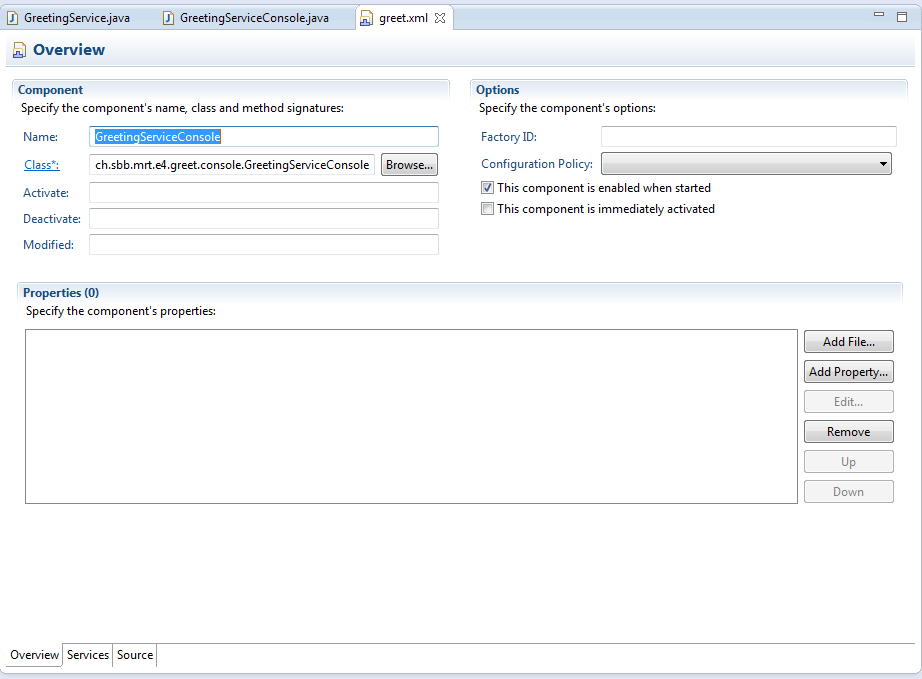 GreetingService.java GreetingServiceConsole.java greet.xml
Overview
Component
Specify the component's name, class and method signatures:
Name: GreetingServiceConsole
Class*: ch.sbb.mrt.e4.greet.console.GreetingServiceConsole Browse...
Activate:
Deactivate:
Modified:
Options
Specify the component's options:
Factory ID:
Configuration Policy:
This component is enabled when started
This component is immediately activated
Properties (0)
Specify the component's properties:
Add File...
Add Property...
Edit...
Remove
Up
Down
Overview Services Source